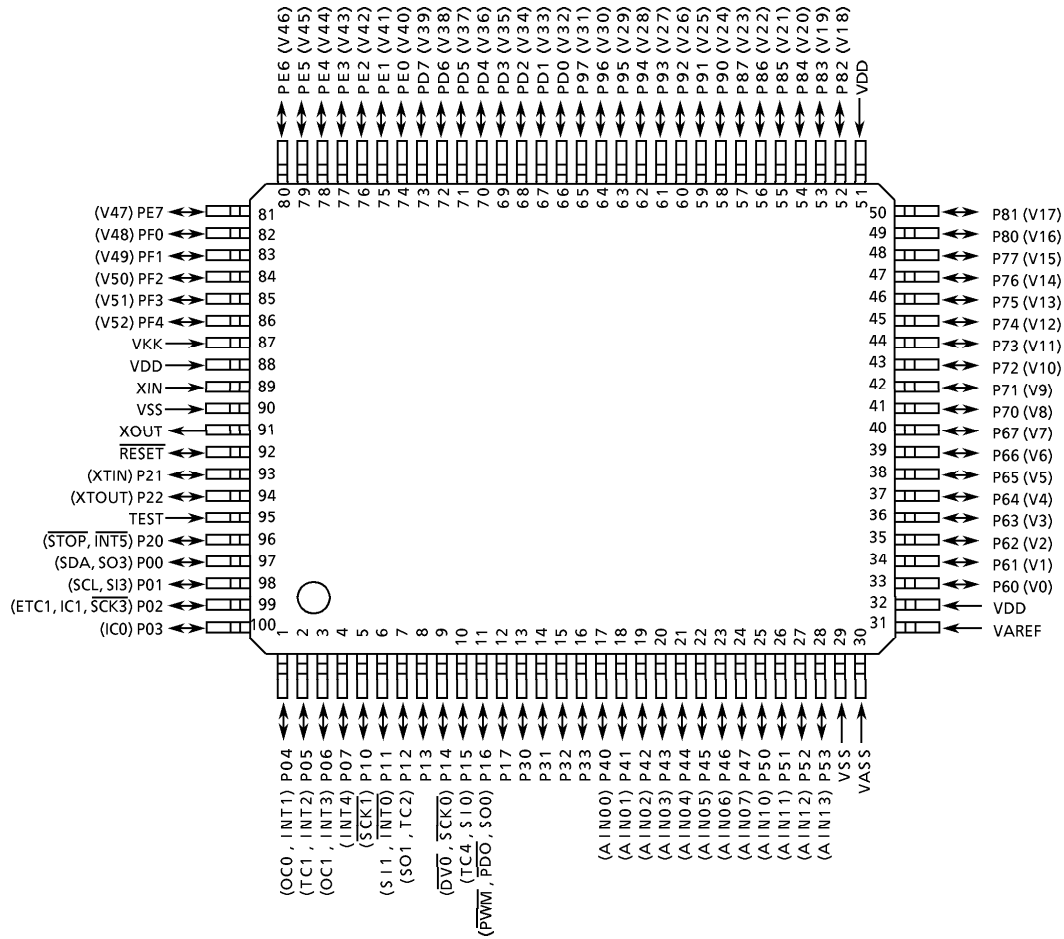 PE6 (V46)
PE5 (V45)
PE4 (V44)
PE3 (V43)
PE2 (V42)
PE1 (V41)
PE0 (V40)
PD7 (V39)
PD6 (V38)
PD5 (V37)
PD4 (V36)
PD3 (V35)
PD2 (V34)
PD1 (V33)
PD0 (V32)
P97 (V31)
P96 (V30)
P95 (V29)
P94 (V28)
P93 (V27)
P92 (V26)
P91 (V25)
P90 (V24)
P87 (V23)
P86 (V22)
P85 (V21)
P84 (V20)
P83 (V19)
P82 (V18)
VDD
80
79
78
77
76
75
74
73
72
71
70
69
68
67
66
65
64
63
62
61
60
59
58
57
56
55
54
53
52
51
(V47) PE7 81
(V48) PF0 82
(V49) PF1 83
(V50) PF2 84
(V51) PF3 85
(V52) PF4 86
VKK 87
VDD 88
XIN 89
VSS 90
XOUT 91
RESET 92
(XTIN) P21 93
(XTOUT) P22 94
TEST 95
(STOP, INT5) P20 96
(SDA, SO3) P00 97
(SCL, SI3) P01 98
(ETC1, IC1, SCK3) P02 99
(IC0) P03 100
50 P81 (V17)
49 P80 (V16)
48 P77 (V15)
47 P76 (V14)
46 P75 (V13)
45 P74 (V12)
44 P73 (V11)
43 P72 (V10)
42 P71 (V9)
41 P70 (V8)
40 P67 (V7)
39 P66 (V6)
38 P65 (V5)
37 P64 (V4)
36 P63 (V3)
35 P62 (V2)
34 P61 (V1)
33 P60 (V0)
32 VDD
31 VAREF
1
2
3
4
5
6
7
8
9
10
11
12
13
14
15
16
17
18
19
20
21
22
23
24
25
26
27
28
29
30
(OC0, INT1) P04
(TC1, INT2) P05
(OC1, INT3) P06
(INT4) P07
(SCK1) P10
(SI1, INT0) P11
(SO1, TC2) P12
P13
(DV0, SCK0) P14
(TC4, SI0) P15
(PWM, PDO, SO0) P16
P17
P30
P31
P32
P33
(AIN00) P40
(AIN01) P41
(AIN02) P42
(AIN03) P43
(AIN04) P44
(AIN05) P45
(AIN06) P46
(AIN07) P47
(AIN10) P50
(AIN11) P51
(AIN12) P52
(AIN13) P53
VSS
VASS